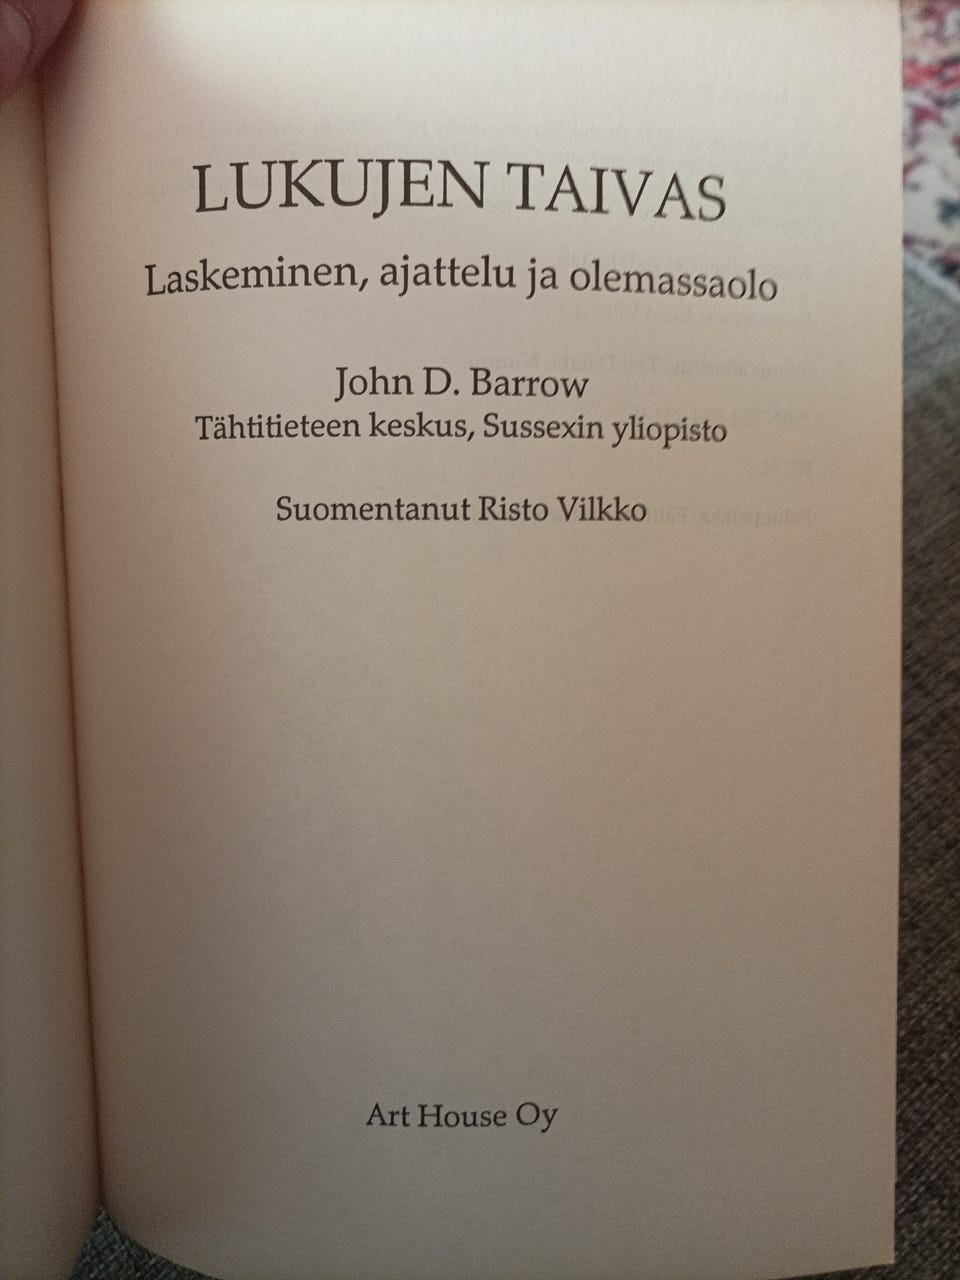 LUKUJEN TAIVAS
Laskeminen, ajattelu ja olemassaolo
John D. Barrow
Tähtitieteen keskus, Sussexin yliopisto
Suomentanut Risto Vilkko
Art House Oy